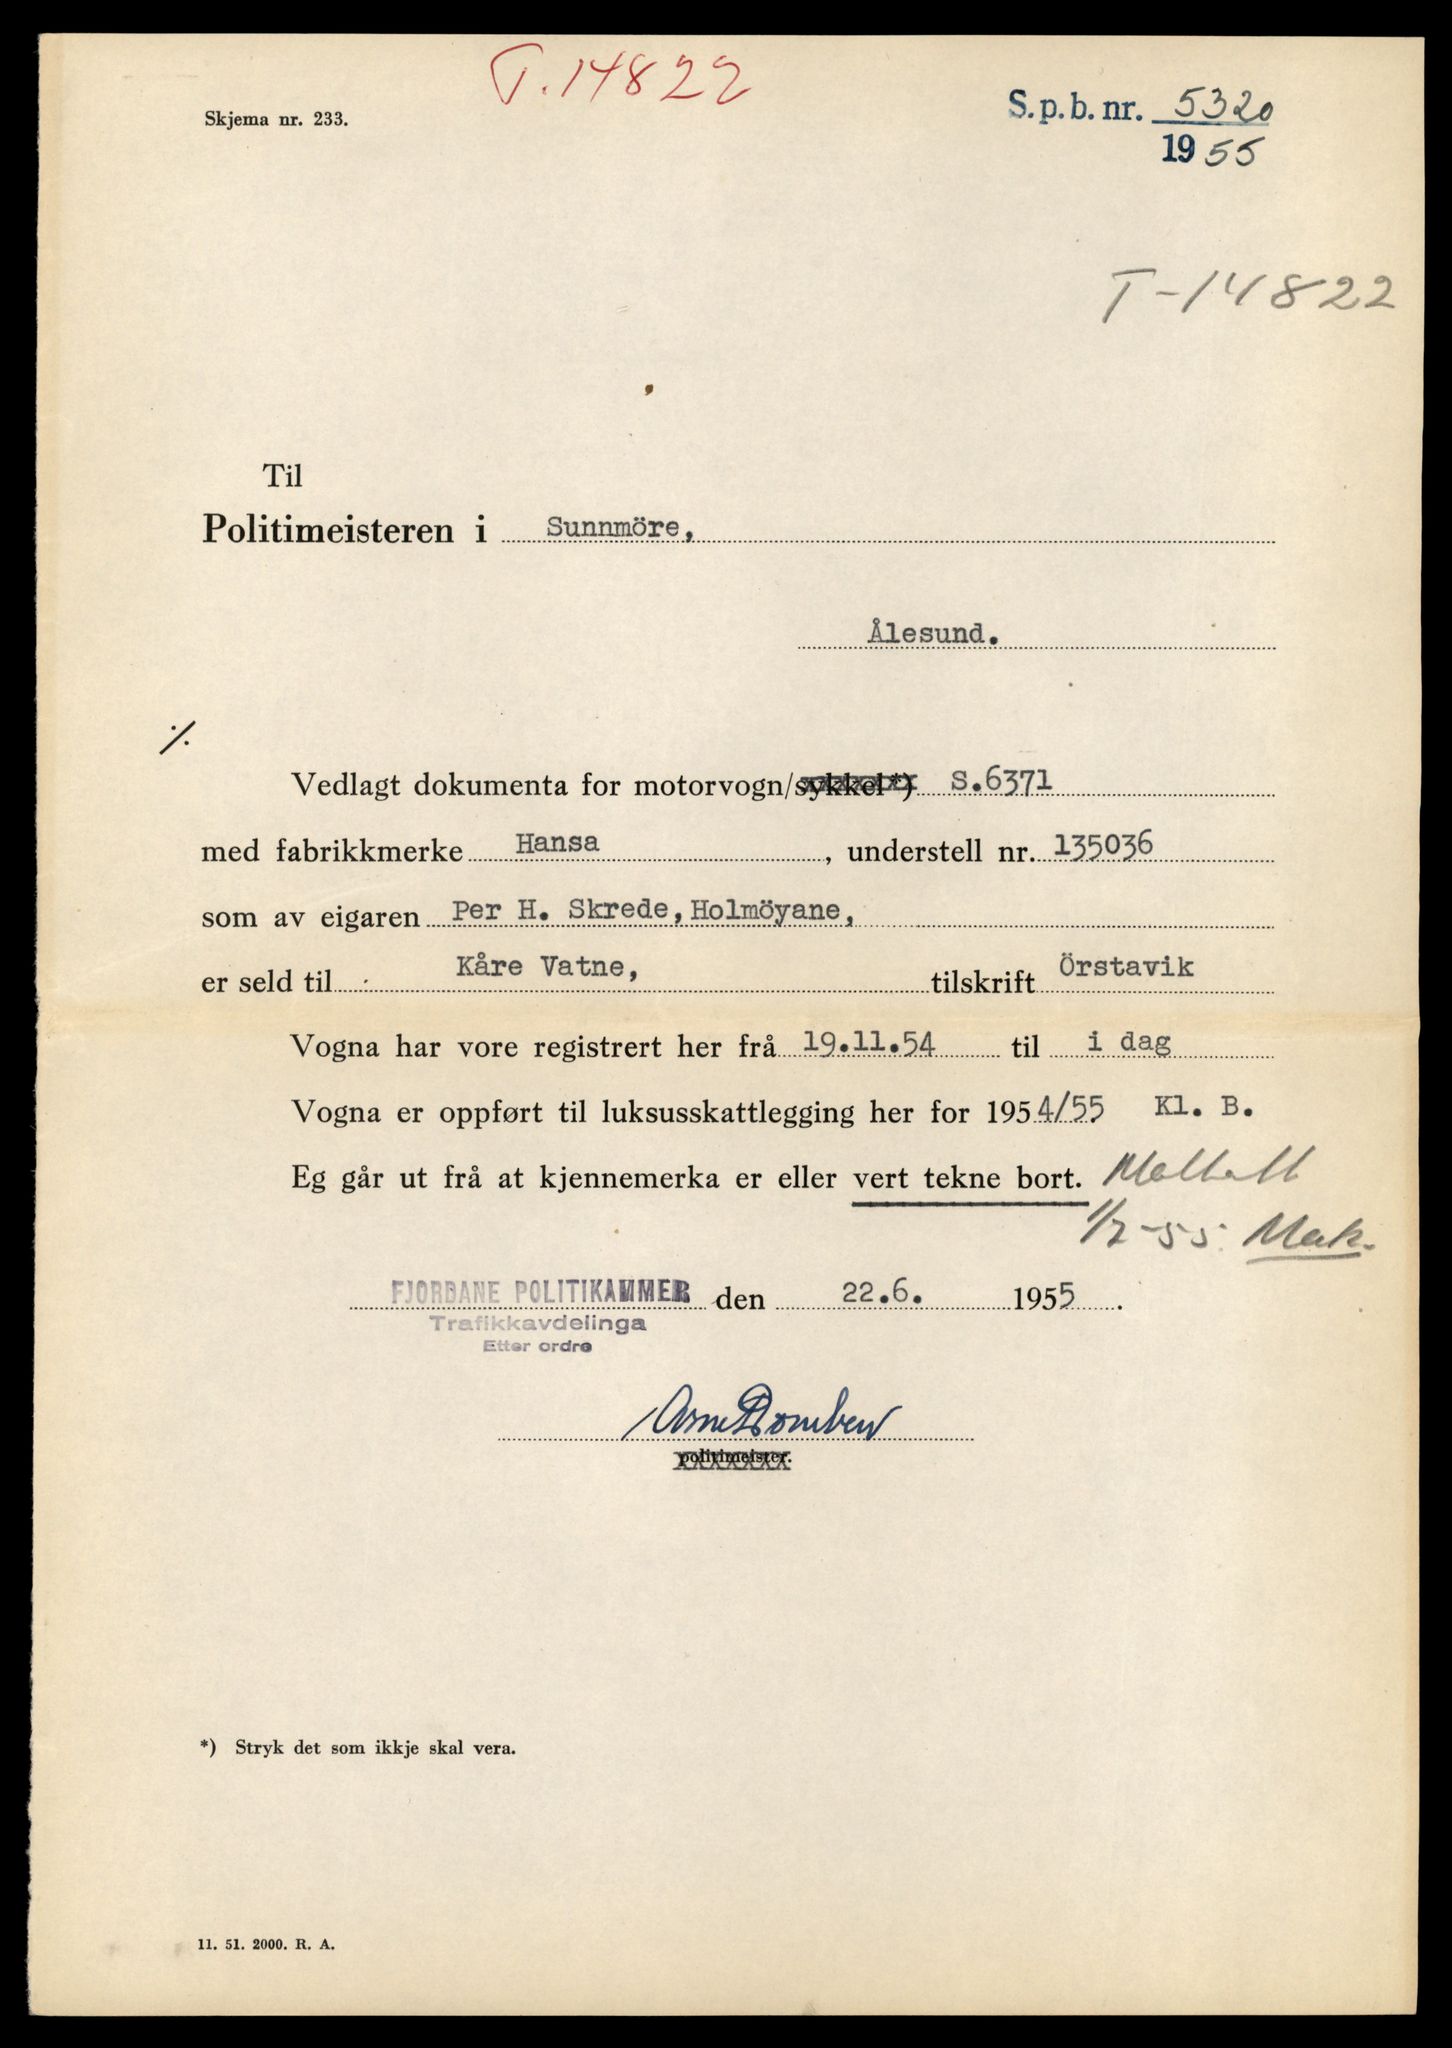 T.14822
Skjema nr. 233.
S.p.b. nr. 5320
1955
T-14822
Til
Politimeisteren i Sunnmöre,
Ålesund.
./.
Vedlagt dokumenta for motorvogn/sykkel*) S.6371
med fabrikkmerke Hansa, understell nr. 135036
som av eigaren Per H. Skrede, Holmöyane,
er seld til Kåre Vatne, tilskrift Örstavik
Vogna har vore registrert her frå 19.11.54 til i dag
Vogna er oppført til luksusskattlegging her for 1954/55 Kl. B.
Eg går ut frå at kjennemerka er eller vert tekne bort.
1/7-55.
FJORDANE POLITIKAMMER den 22.6. 1955.
Trafikkavdelinga
Etter ordre
Arne
politimeister.
*) Stryk det som ikkje skal vera.
11. 51. 2000. R. A.